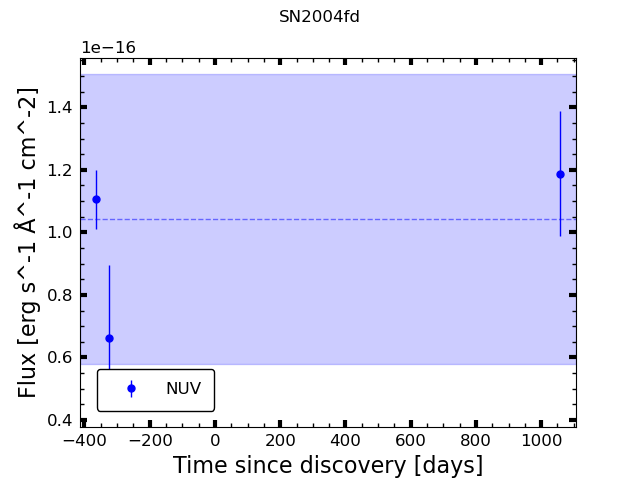 SN2004fd
1e−16
Flux [erg s^-1 Å^-1 cm^-2]
1.4
1.2
1.0
0.8
0.6
0.4
NUV
−400 −200 0 200 400 600 800 1000
Time since discovery [days]